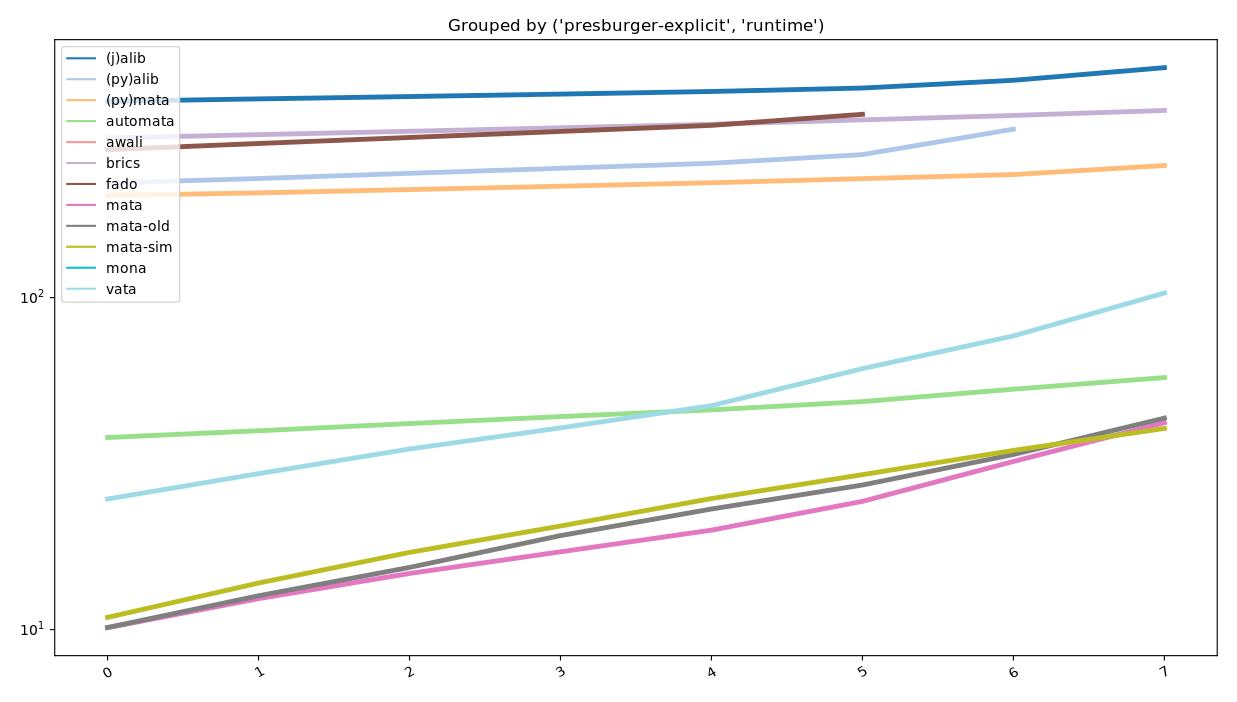 Grouped by ('presburger-explicit', 'runtime')
(j)alib
(py)alib
(py)mata
automata
awali
brics
fado
mata
mata-old
mata-sim
mona
vata
10²
10¹
0 1 2 3 4 5 6 7